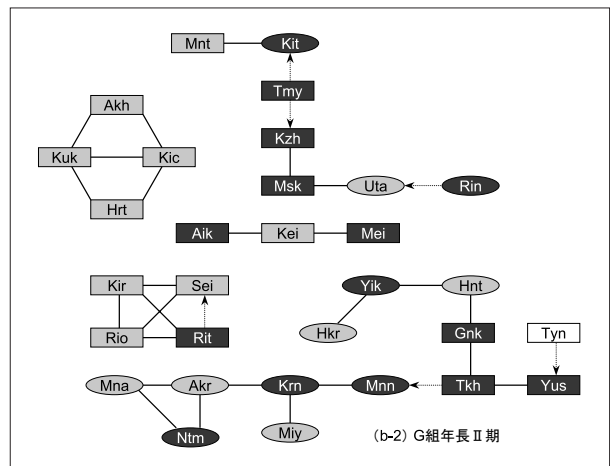 Mnt Kit
Tmy
Akh
Kzh
Kuk Kic
Msk Uta Rin
Hrt
Aik Kei Mei
Kir Sei Yik Hnt
Hkr Gnk Tyn
Rio Rit
Mna Akr Krn Mnn Tkh Yus
Ntm Miy (b-2) G組年長Ⅱ期